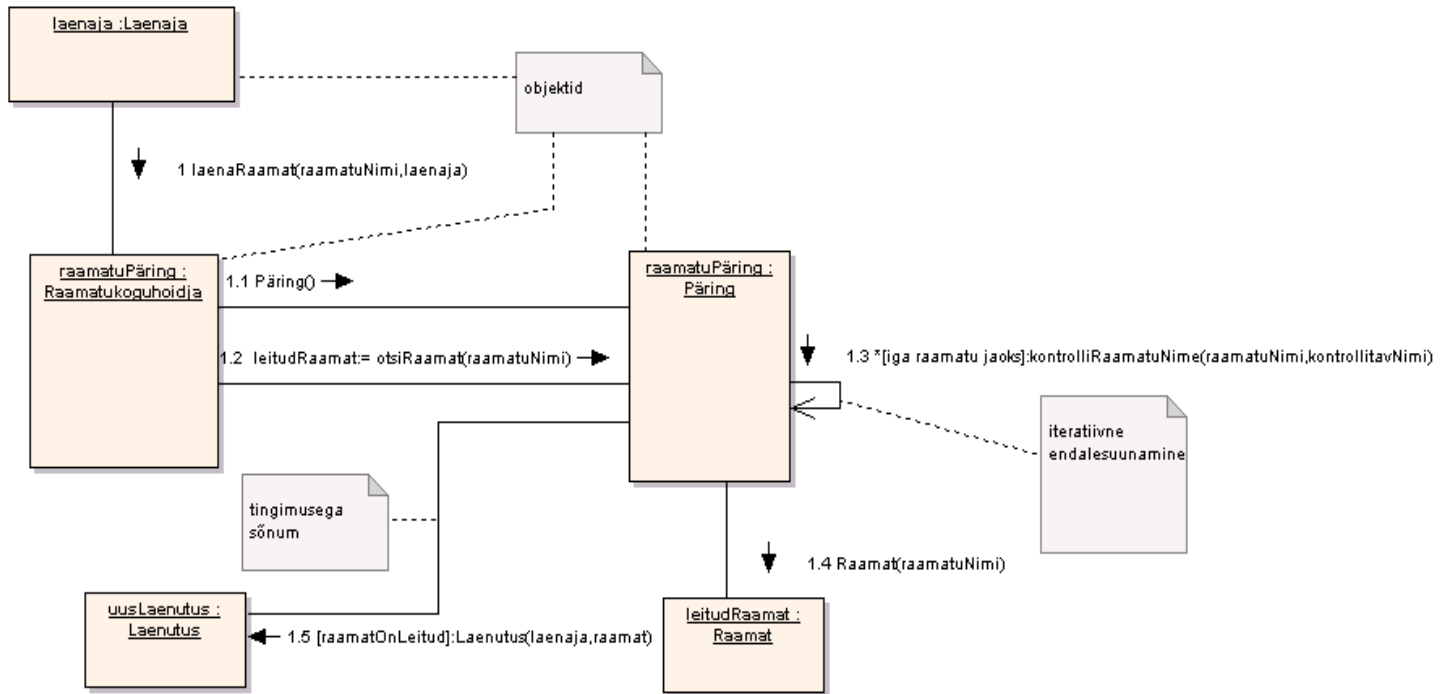 laenaja :Laenaja
objektid
1 laenaRaamat(raamatuNimi,laenaja)
raamatuPäring :
Raamatukoguhoidja
1.1 Päring()
raamatuPäring :
Päring
1.2 leitudRaamat:= otsiRaamat(raamatuNimi)
1.3 *[iga raamatu jaoks]:kontrolliRaamatuNime(raamatuNimi,kontrollitavNimi)
iteratiivne
endalesuunamine
tingimusega
sõnum
1.4 Raamat(raamatuNimi)
uusLaenutus :
Laenutus
1.5 [raamatOnLeitud]:Laenutus(laenaja,raamat)
leitudRaamat :
Raamat